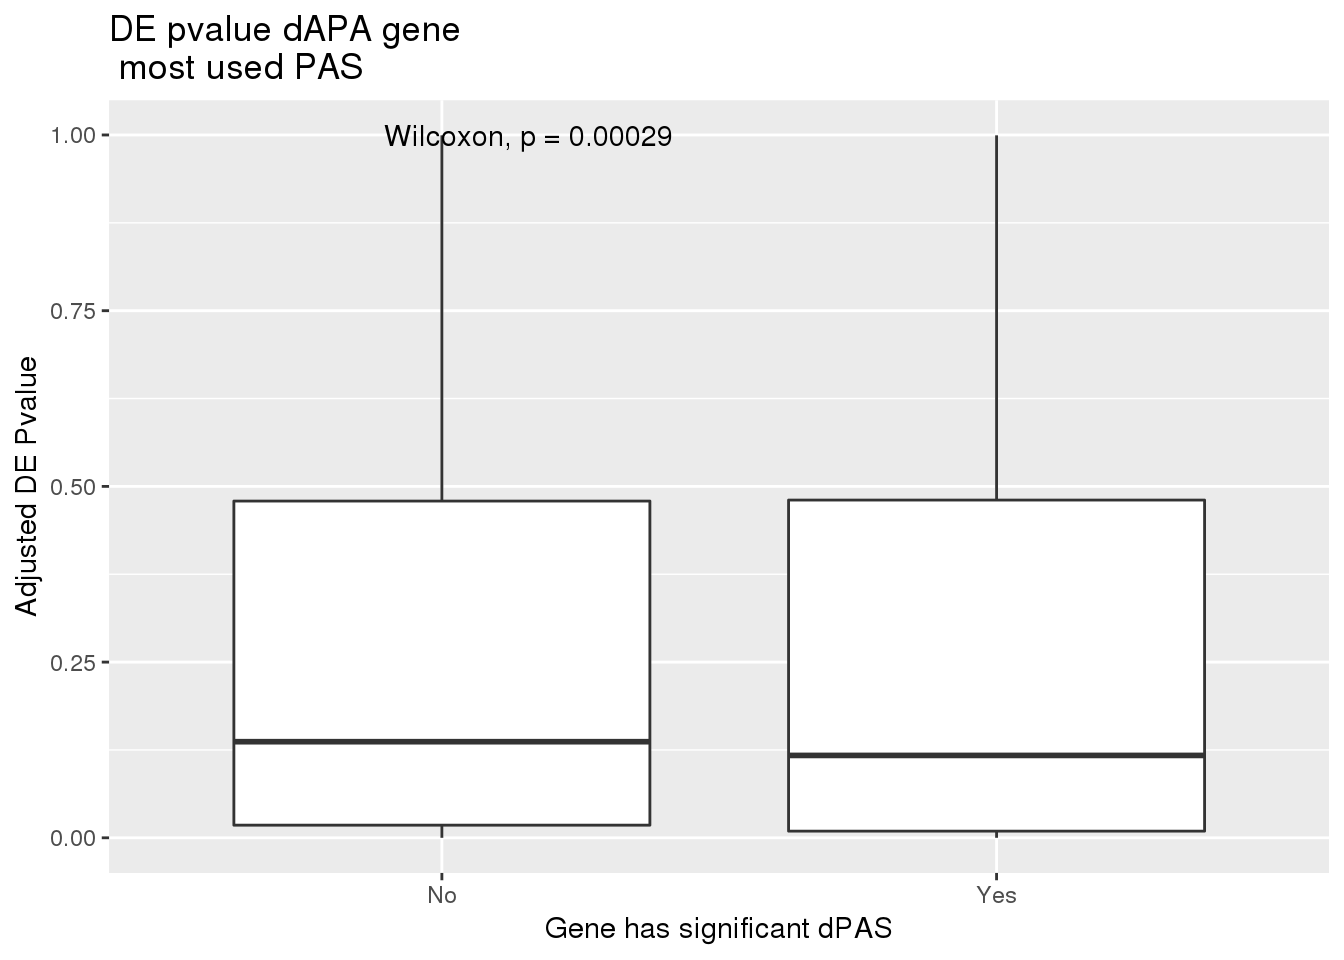 DE pvalue dAPA gene
most used PAS
Wilcoxon, p = 0.00029
1.00
0.75
0.50
0.25
0.00
Adjusted DE Pvalue
No
Yes
Gene has significant dPAS